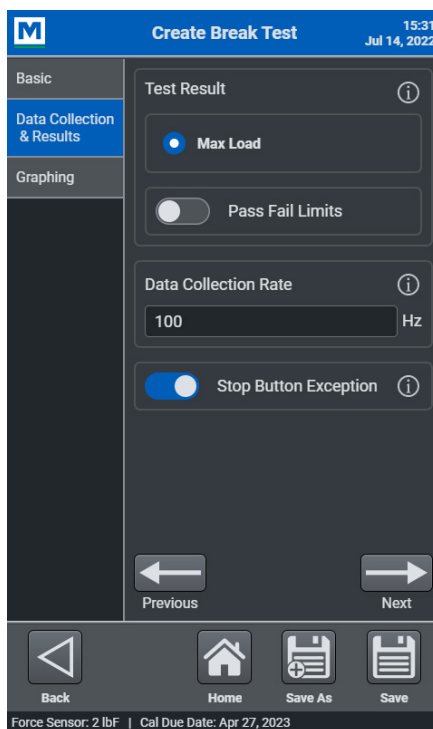 M
Create Break Test
15:31
Jul 14, 2022
Basic
Data Collection
& Results
Graphing
Test Result
Max Load
Pass Fail Limits
Data Collection Rate
100 Hz
Stop Button Exception
Previous
Next
Back
Home
Save As
Save
Force Sensor: 2 lbF | Cal Due Date: Apr 27, 2023